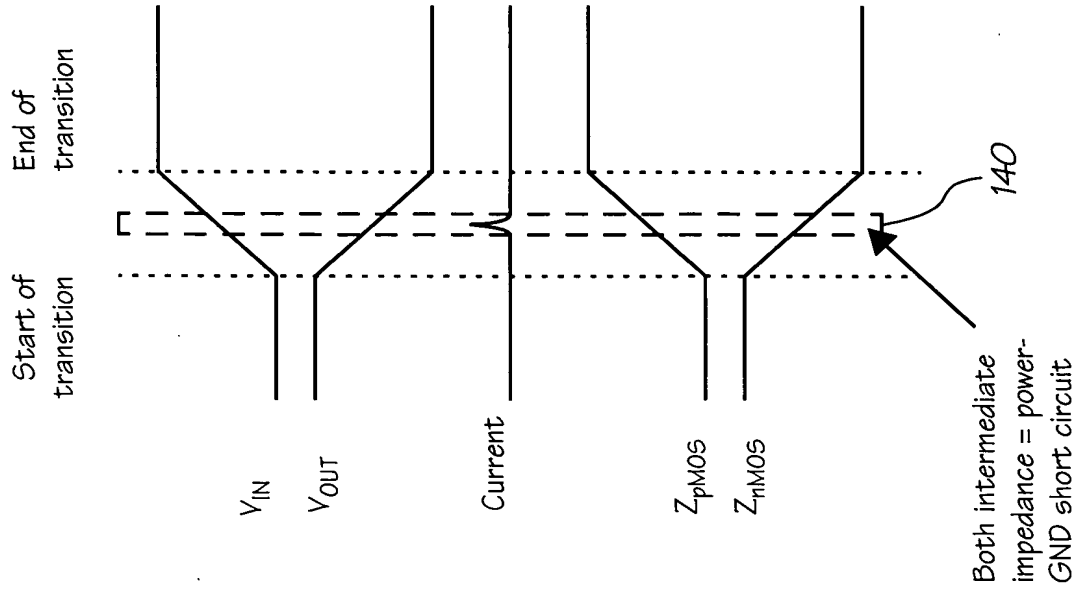 Start of
transition
End of
transition
V_IN
V_OUT
Current
Z_pMOS
Z_nMOS
Both intermediate
impedance = power-
GND short circuit
140